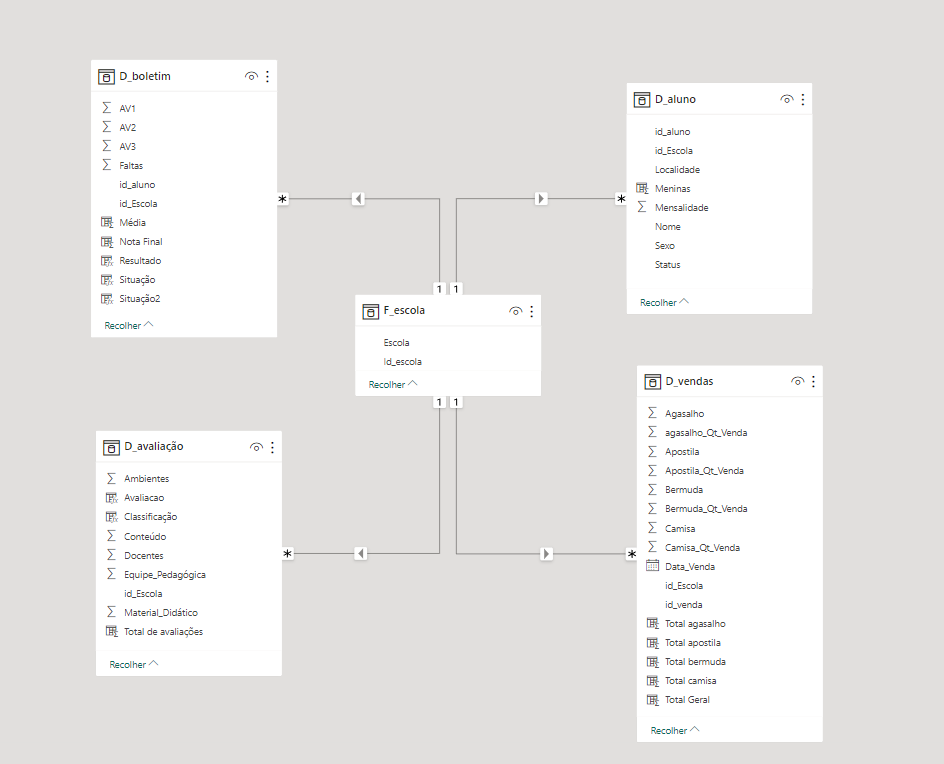 D_boletim
AV1
AV2
AV3
Faltas
id_aluno
id_Escola
Média
Nota Final
Resultado
Situação
Situação2
Recolher
D_aluno
id_aluno
id_Escola
Localidade
Meninas
Mensalidade
Nome
Sexo
Status
Recolher
*
*
1
1
F_escola
Escola
Id_escola
Recolher
1
1
D_avaliação
Ambientes
Avaliacao
Classificação
Conteúdo
Docentes
Equipe_Pedagógica
id_Escola
Material_Didático
Total de avaliações
Recolher
*
*
D_vendas
Agasalho
agasalho_Qt_Venda
Apostila
Apostila_Qt_Venda
Bermuda
Bermuda_Qt_Venda
Camisa
Camisa_Qt_Venda
Data_Venda
id_Escola
id_venda
Total agasalho
Total apostila
Total bermuda
Total camisa
Total Geral
Recolher